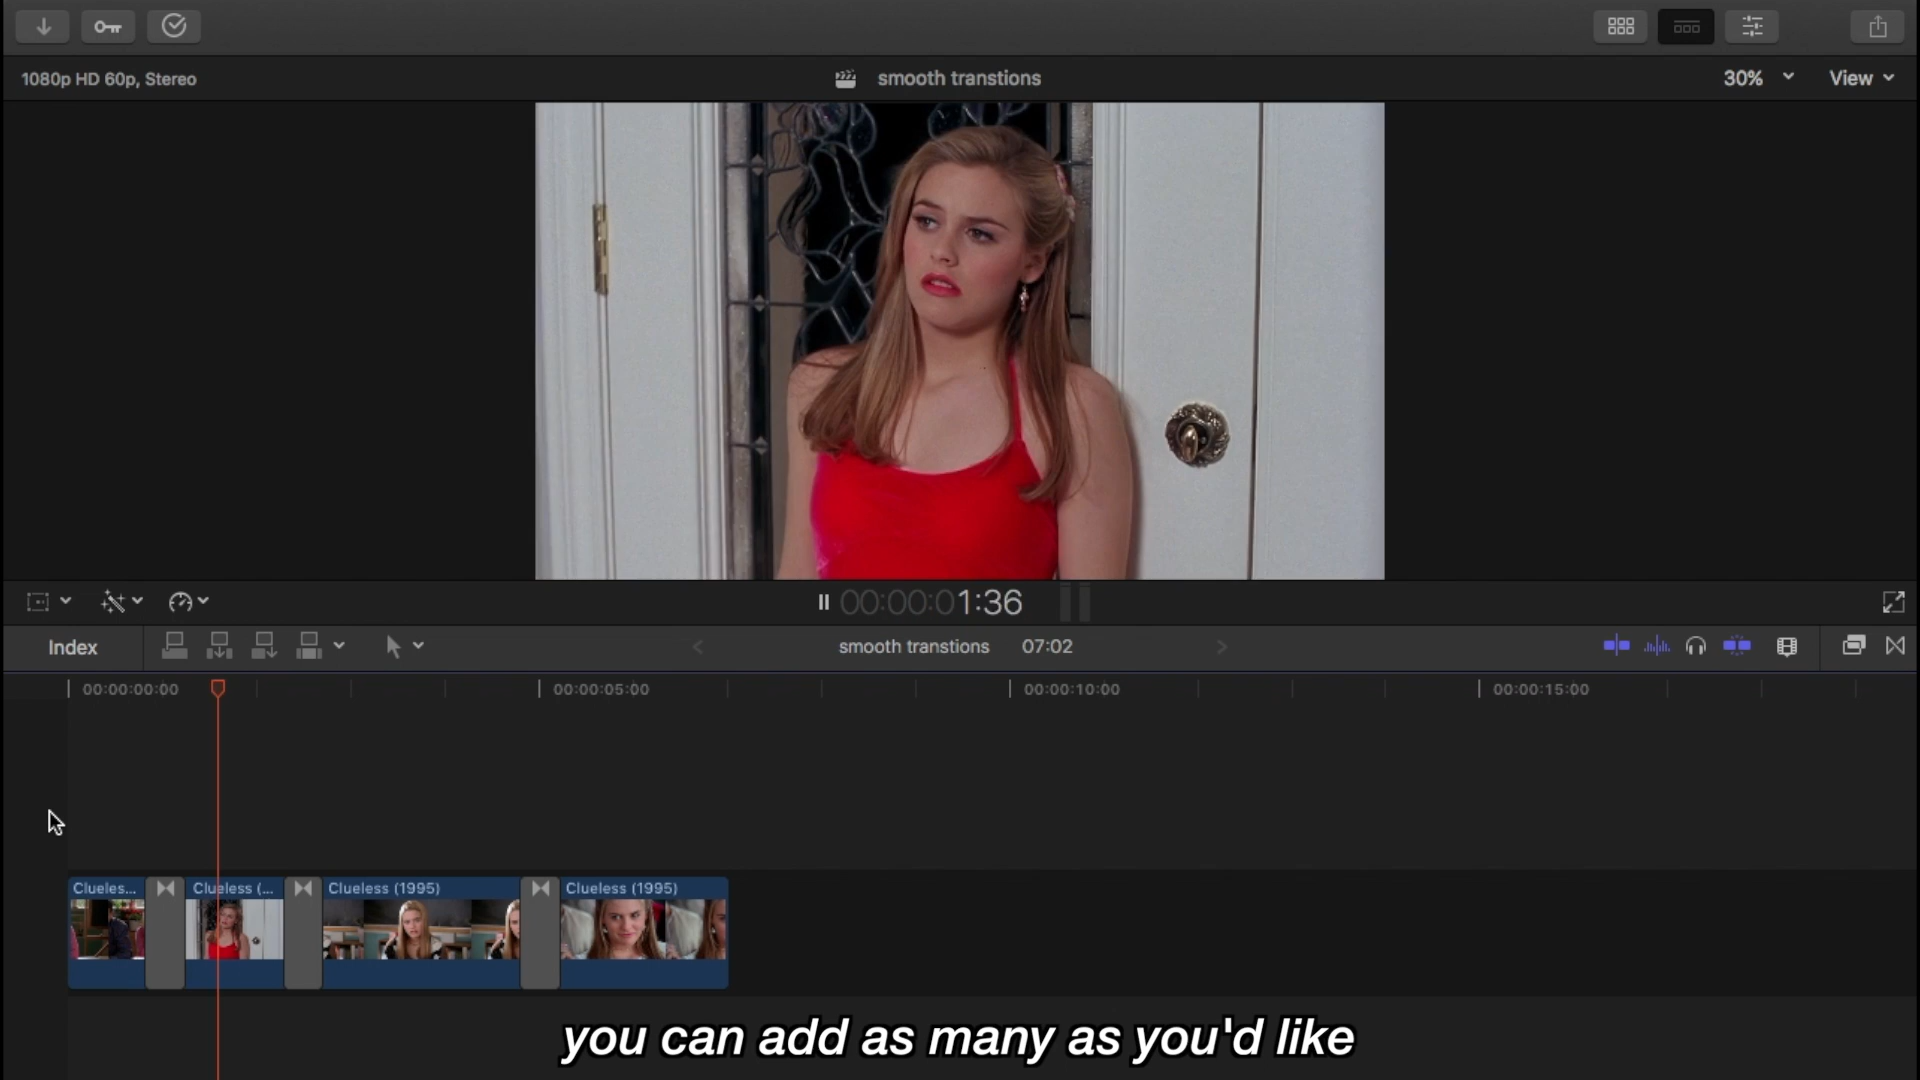 1080p HD 60p, Stereo
smooth transtions
30%
View
00:00:01:36
Index
smooth transtions
07:02
00:00:00:00
00:00:05:00
00:00:10:00
00:00:15:00
Clueles...
Clueless (...
Clueless (1995)
Clueless (1995)
you can add as many as you'd like